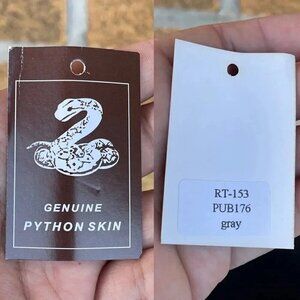 GENUINE
PYTHON SKIN
RT-153
PUB176
gray